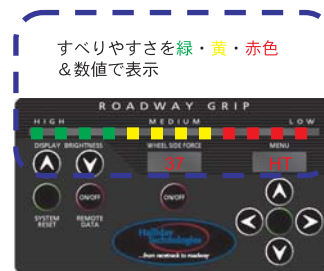 すべりやすさを緑・黄・赤色
＆数値で表示
ROADWAY GRIP
HIGH MEDIUM LOW
DISPLAY BRIGHTNESS WHEEL SIDE FORCE MENU
37 HT
ON/OFF ON/OFF
SYSTEM RESET REMOTE DATA
Halliday
Technologies
...from racetrack to roadway